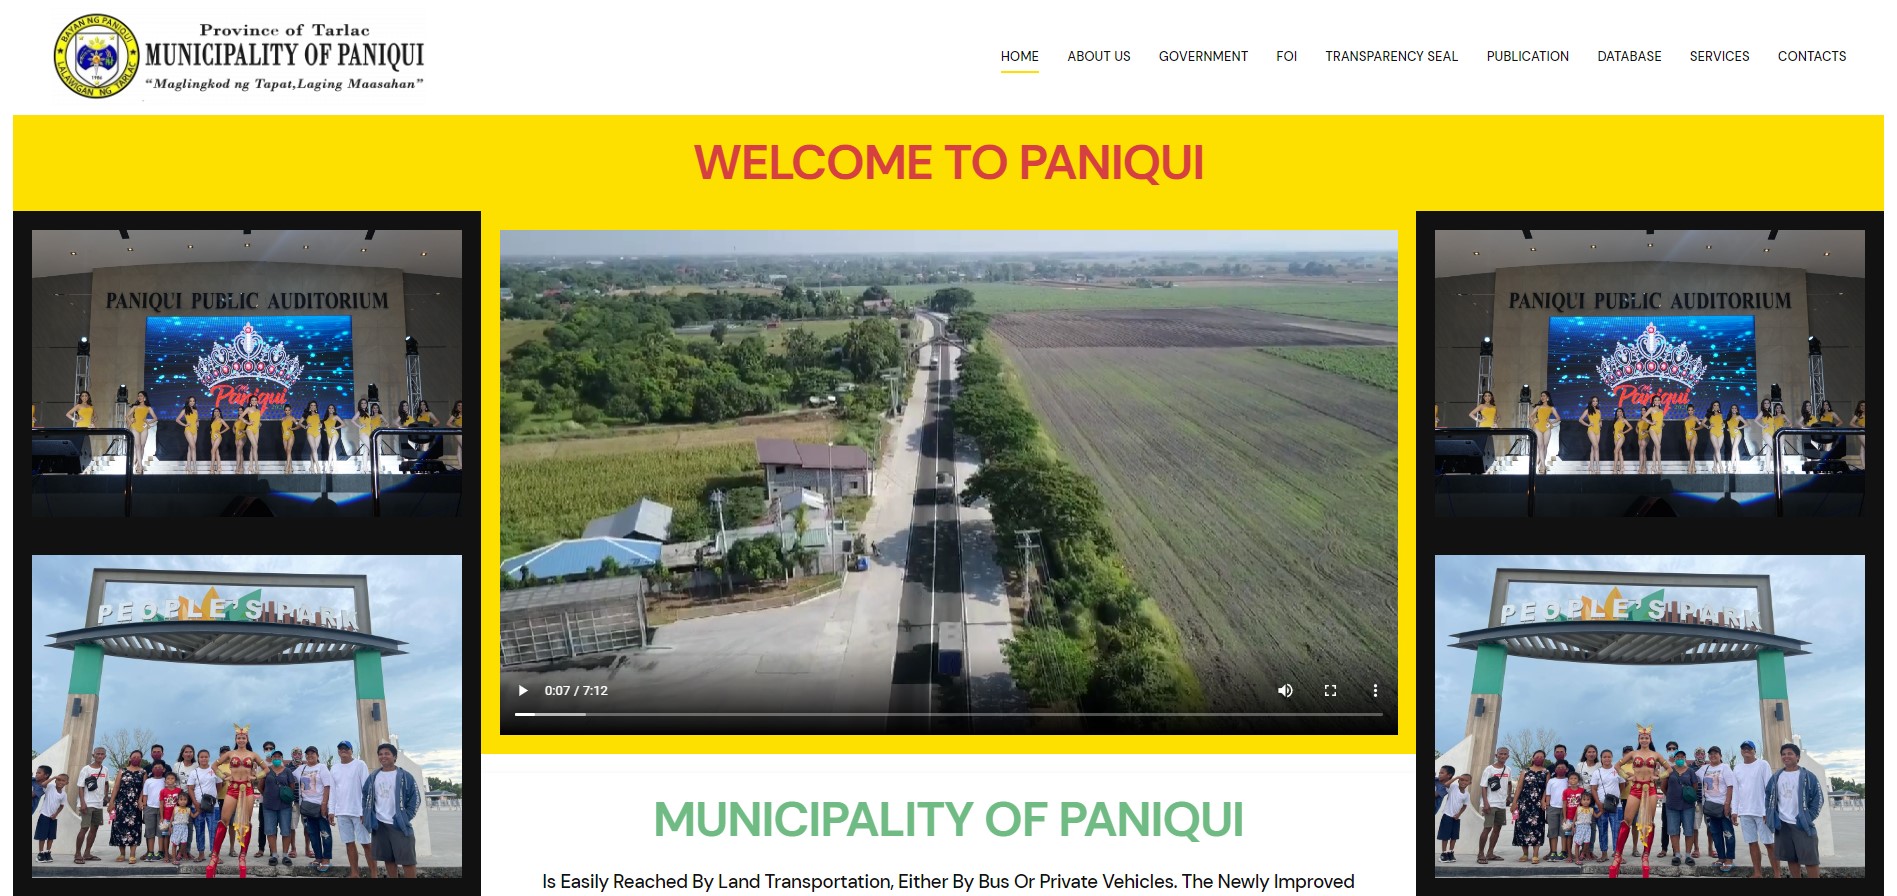 BAYAN NG PANIQUI
LALAWIGAN NG TARLAC
Province of Tarlac
MUNICIPALITY OF PANIQUI
“Maglingkod ng Tapat,Laging Maasahan”
HOME ABOUT US GOVERNMENT FOI TRANSPARENCY SEAL PUBLICATION DATABASE SERVICES CONTACTS
WELCOME TO PANIQUI
PANIQUI PUBLIC AUDITORIUM
Paniqui
PEOPLE'S PARK
0:07 / 7:12
PANIQUI PUBLIC AUDITORIUM
Paniqui
PEOPLE'S PARK
MUNICIPALITY OF PANIQUI
Is Easily Reached By Land Transportation, Either By Bus Or Private Vehicles. The Newly Improved